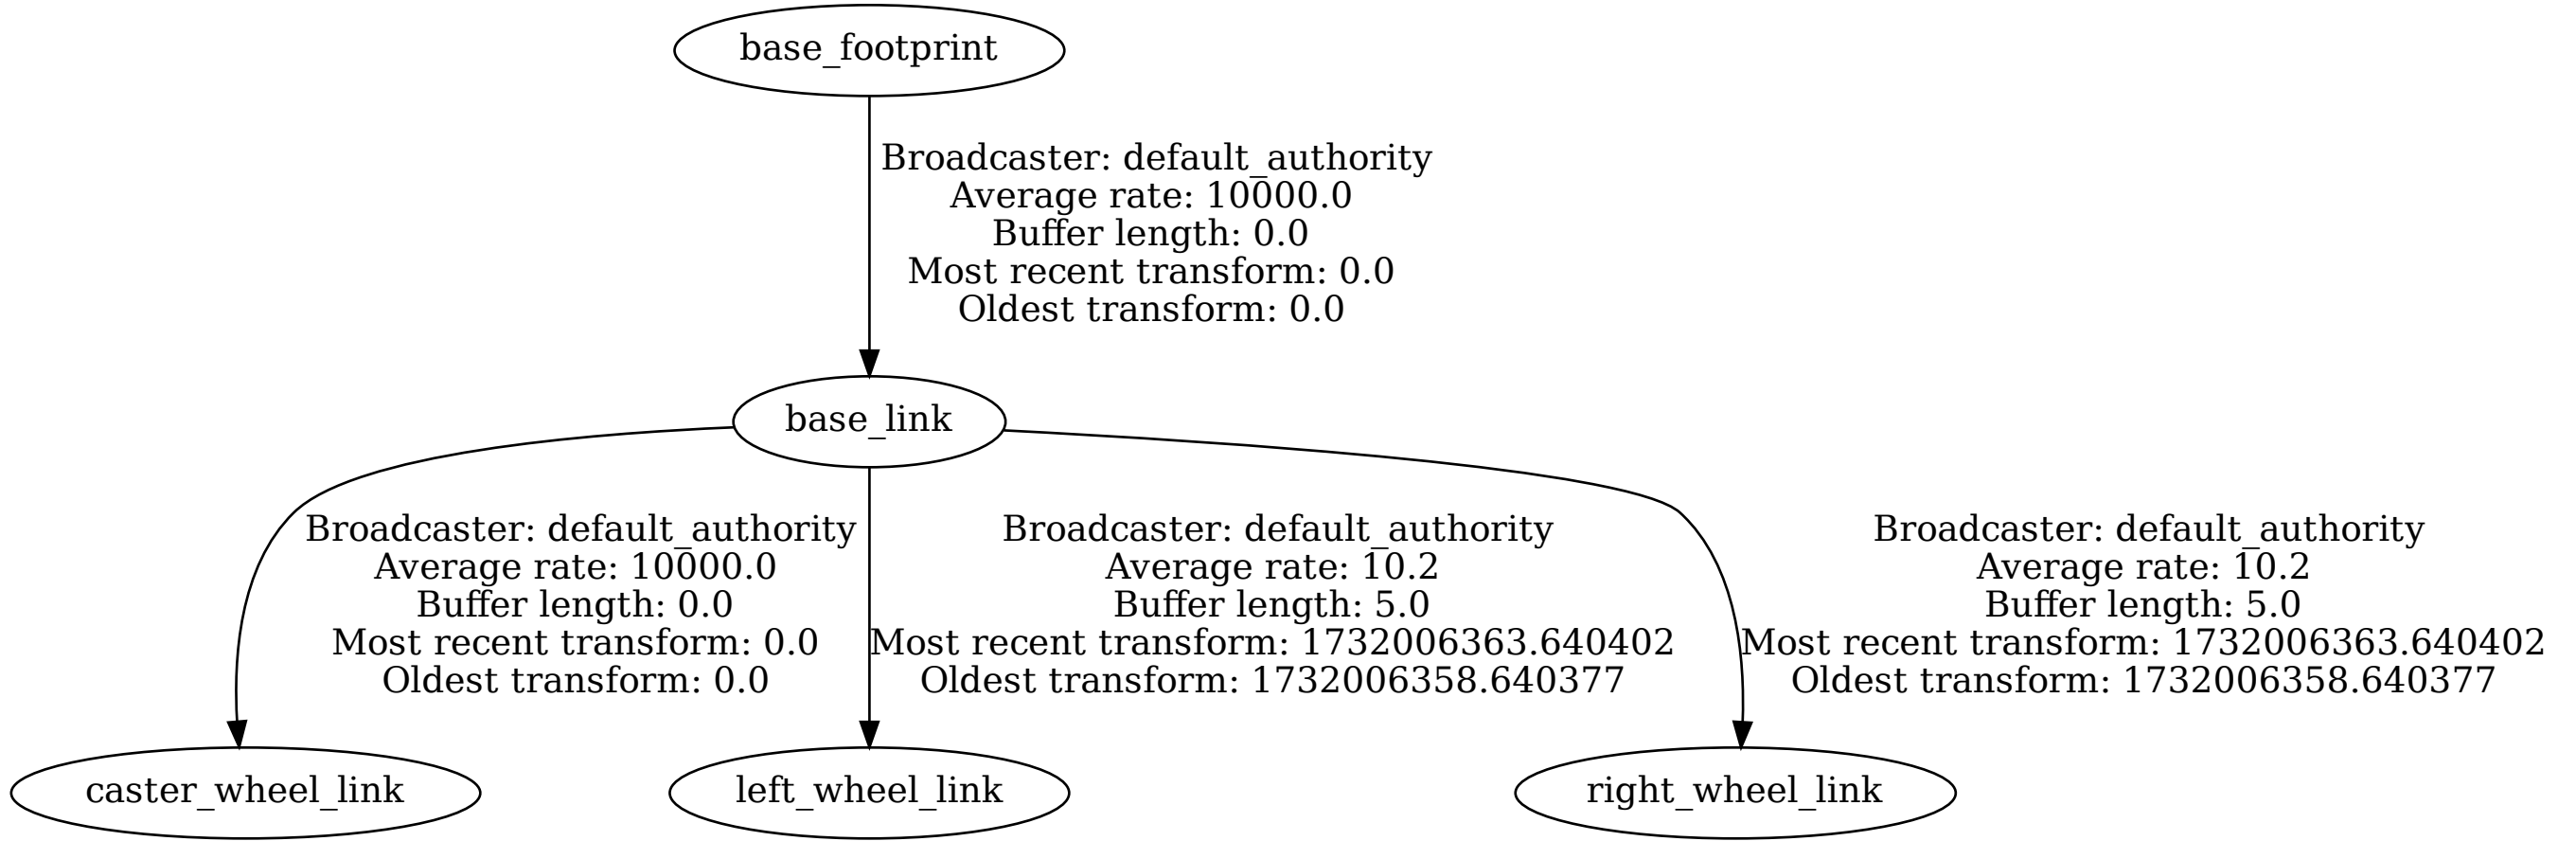 base_footprint
Broadcaster: default_authority
Average rate: 10000.0
Buffer length: 0.0
Most recent transform: 0.0
Oldest transform: 0.0
base_link
Broadcaster: default_authority
Average rate: 10000.0
Buffer length: 0.0
Most recent transform: 0.0
Oldest transform: 0.0
Broadcaster: default_authority
Average rate: 10.2
Buffer length: 5.0
Most recent transform: 1732006363.640402
Oldest transform: 1732006358.640377
Broadcaster: default_authority
Average rate: 10.2
Buffer length: 5.0
Most recent transform: 1732006363.640402
Oldest transform: 1732006358.640377
caster_wheel_link
left_wheel_link
right_wheel_link